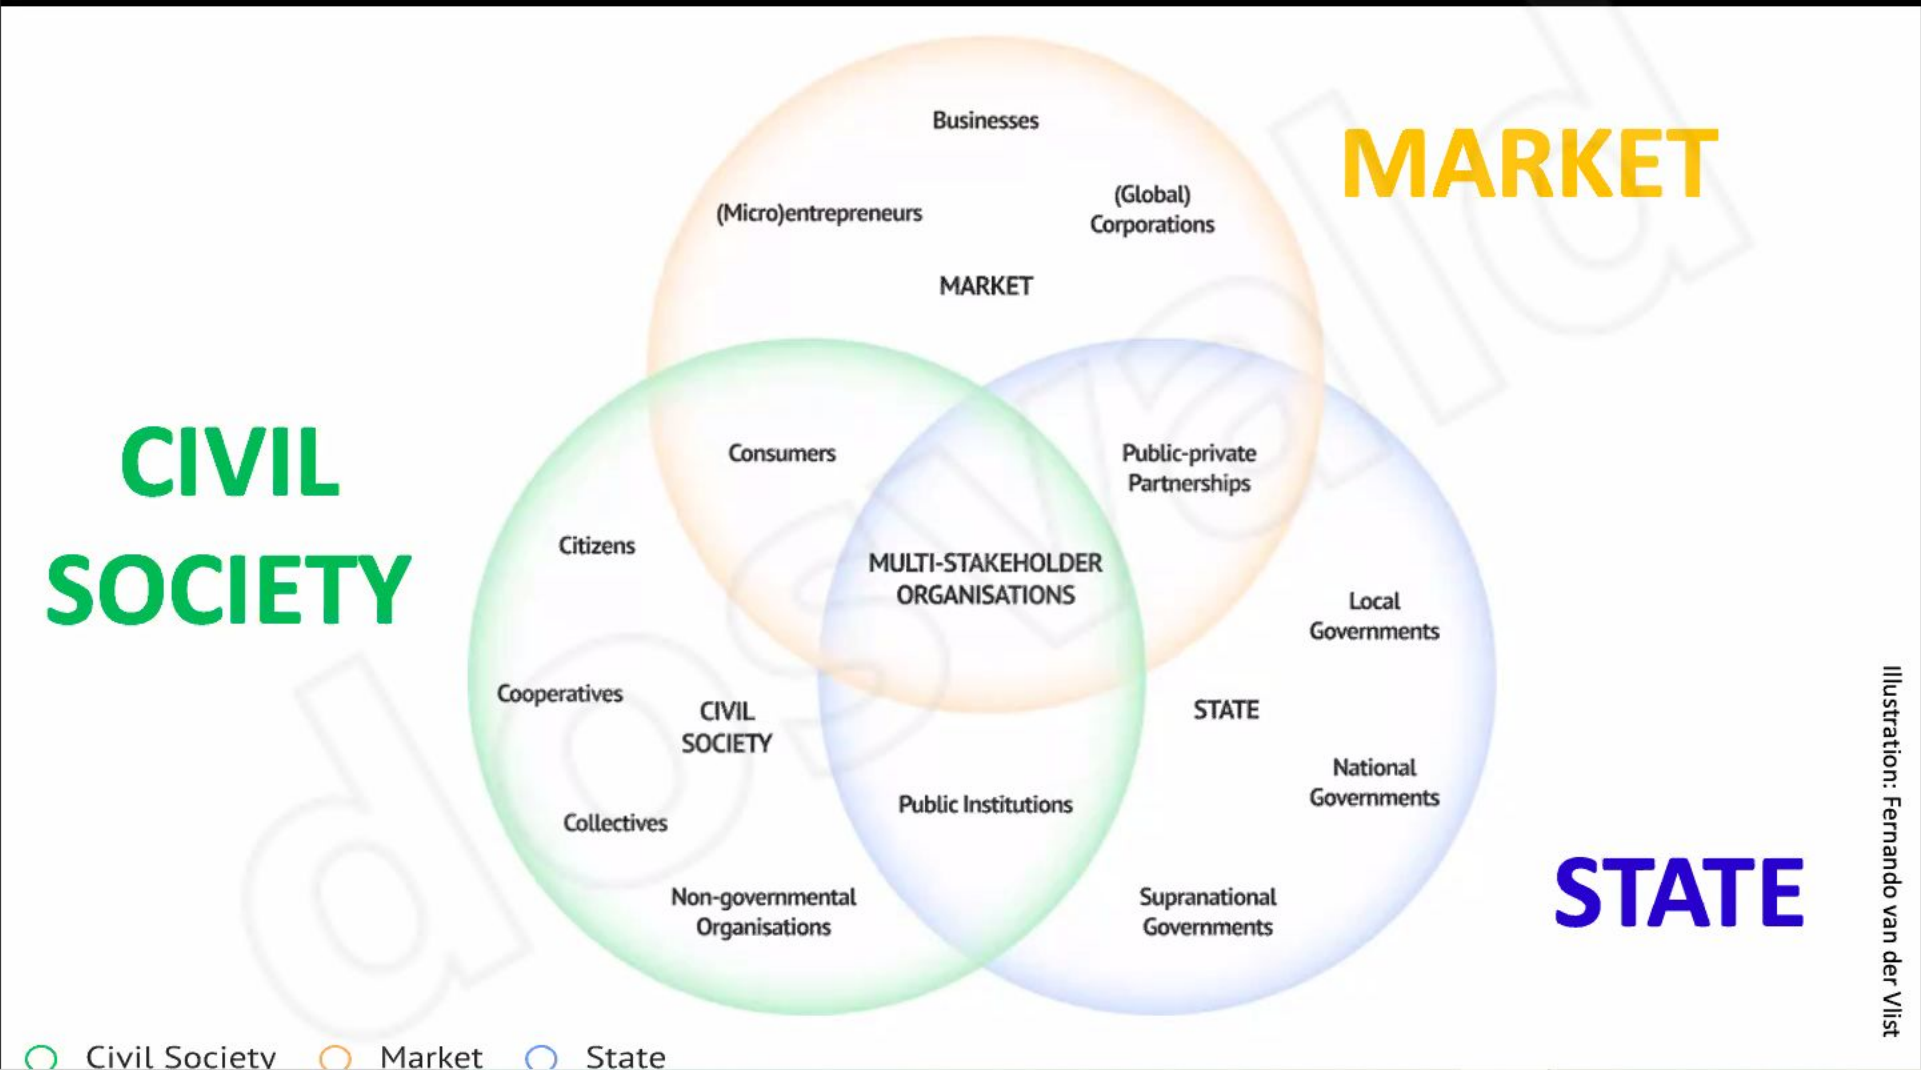 Businesses
MARKET
(Micro)entrepreneurs
(Global)
Corporations
MARKET
CIVIL
SOCIETY
Consumers
Public-private
Partnerships
Citizens
MULTI-STAKEHOLDER
ORGANISATIONS
Local
Governments
Cooperatives
CIVIL
SOCIETY
STATE
National
Governments
Public Institutions
Collectives
Non-governmental
Organisations
Supranational
Governments
STATE
Illustration: Fernando van der Vlist
Civil Society
Market
State
dosvald